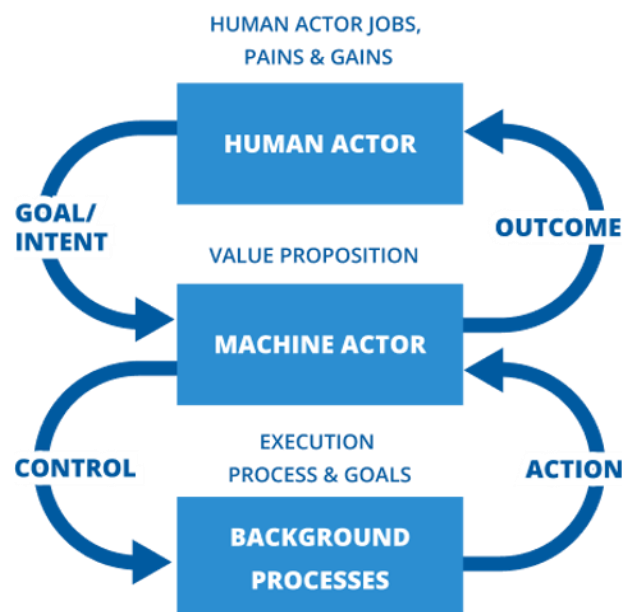 HUMAN ACTOR JOBS,
PAINS & GAINS
HUMAN ACTOR
GOAL/
INTENT
OUTCOME
VALUE PROPOSITION
MACHINE ACTOR
EXECUTION
PROCESS & GOALS
CONTROL
ACTION
BACKGROUND
PROCESSES